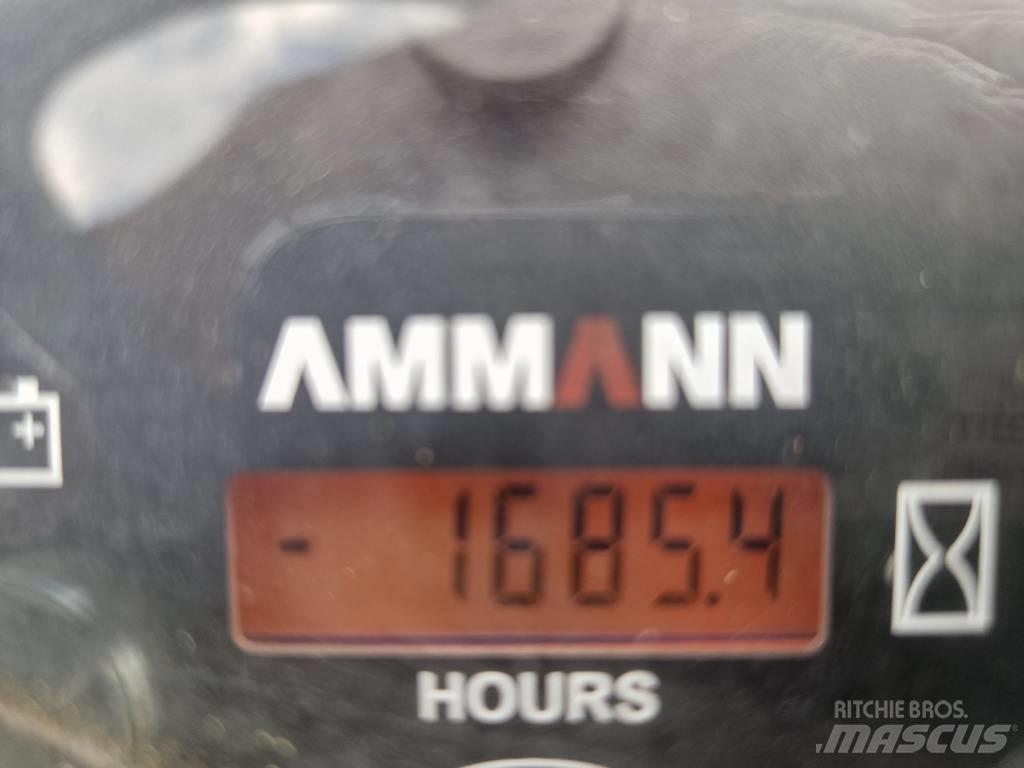 AMMANN
- 1685.4
HOURS
RITCHIE BROS.
MASCUS